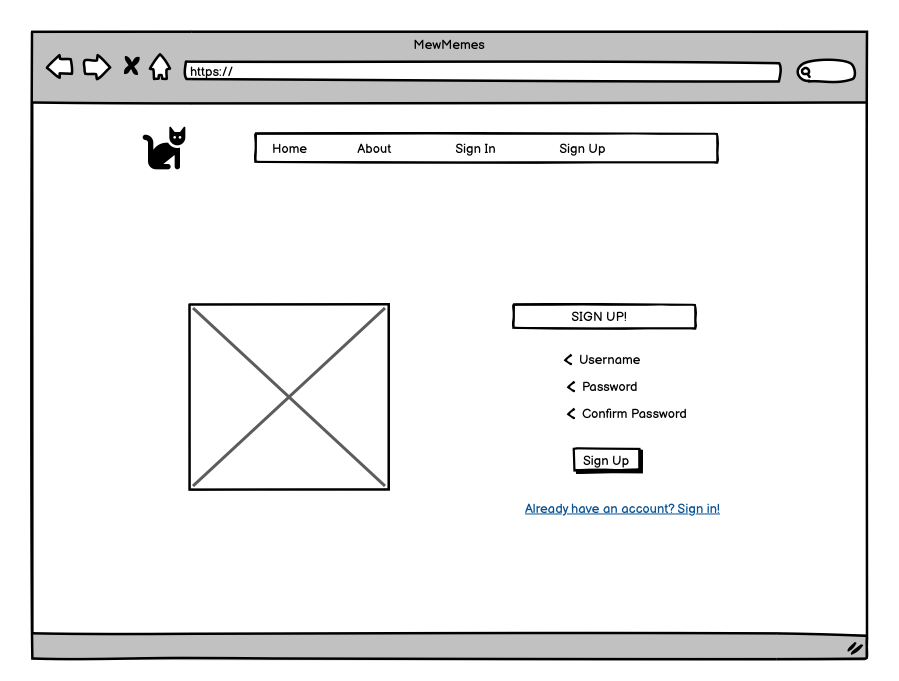 MewMemes
https://
Home About Sign In Sign Up
SIGN UP!
Username
Password
Confirm Password
Sign Up
Already have an account? Sign in!